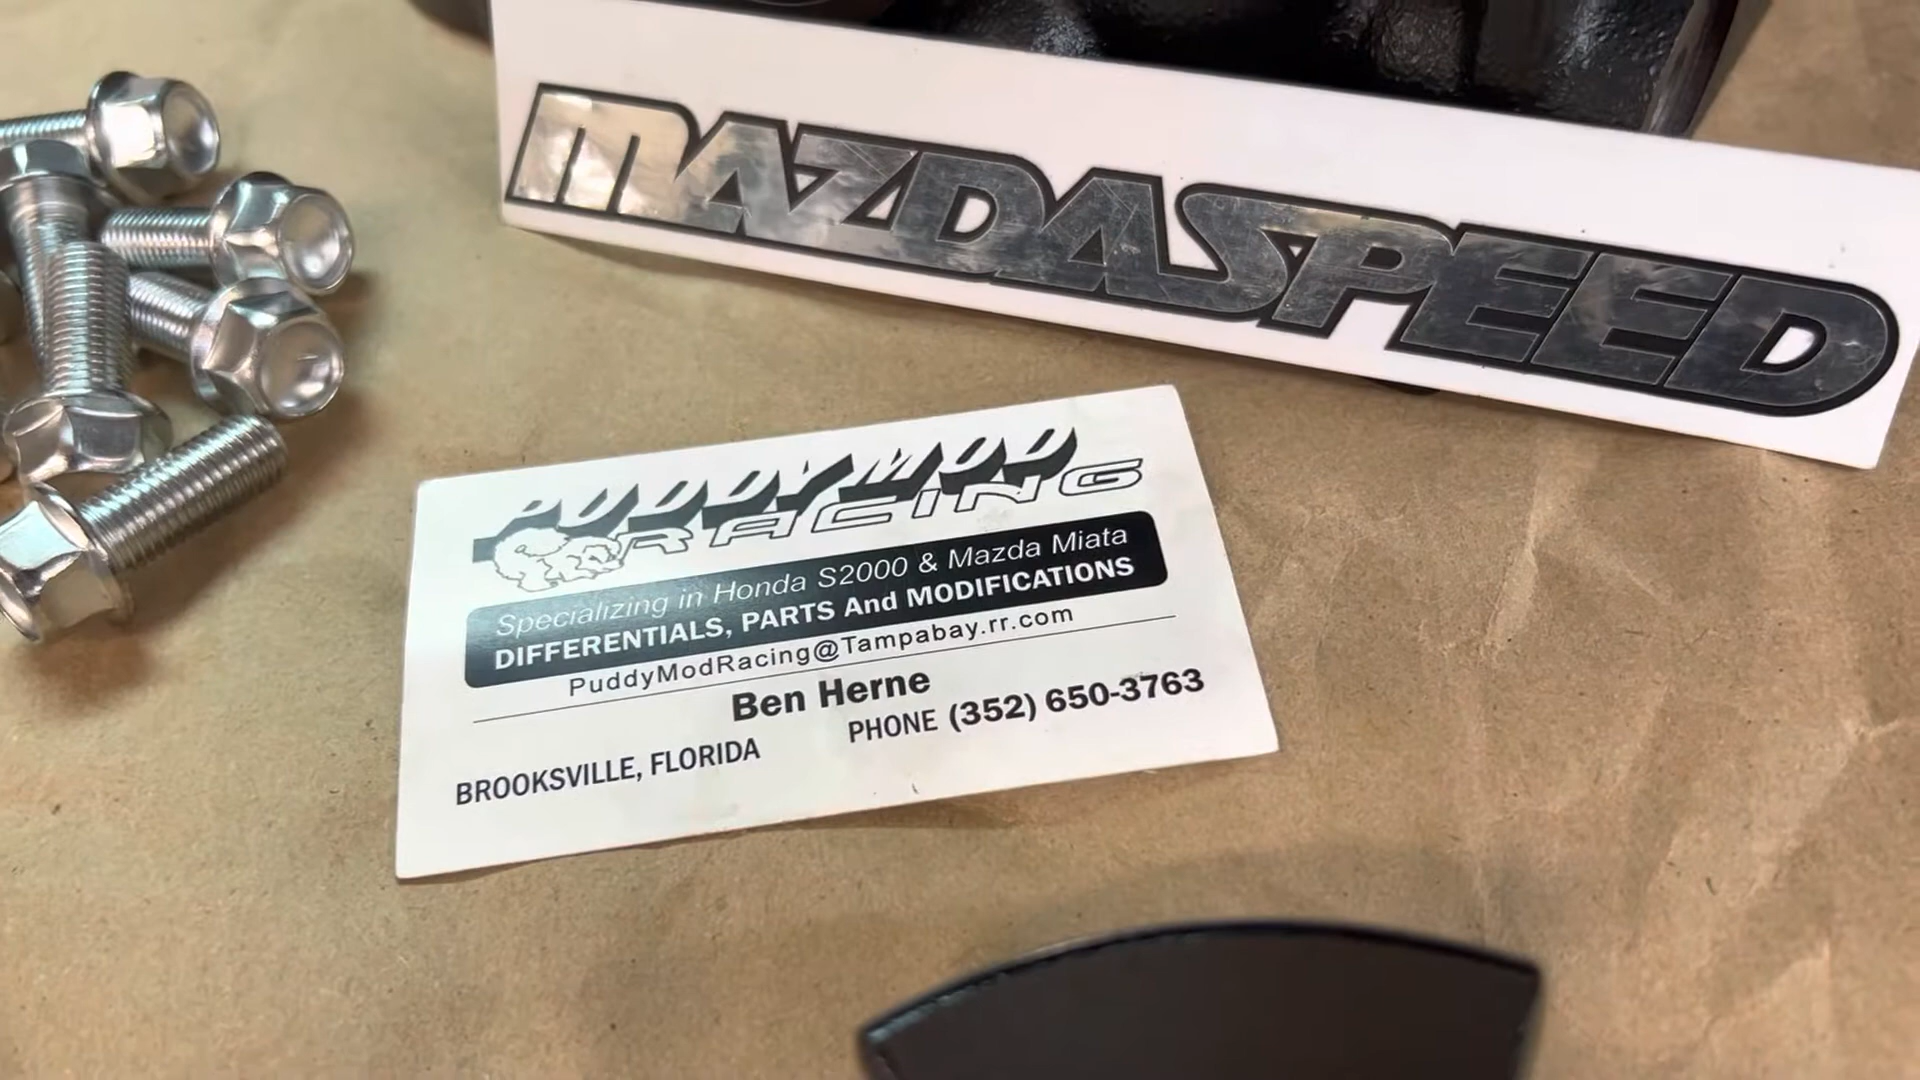 MAZDASPEED
PUDDYMOD
RACING
Specializing in Honda S2000 & Mazda Miata
DIFFERENTIALS, PARTS And MODIFICATIONS
PuddyModRacing@Tampabay.rr.com
Ben Herne
PHONE (352) 650-3763
BROOKSVILLE, FLORIDA